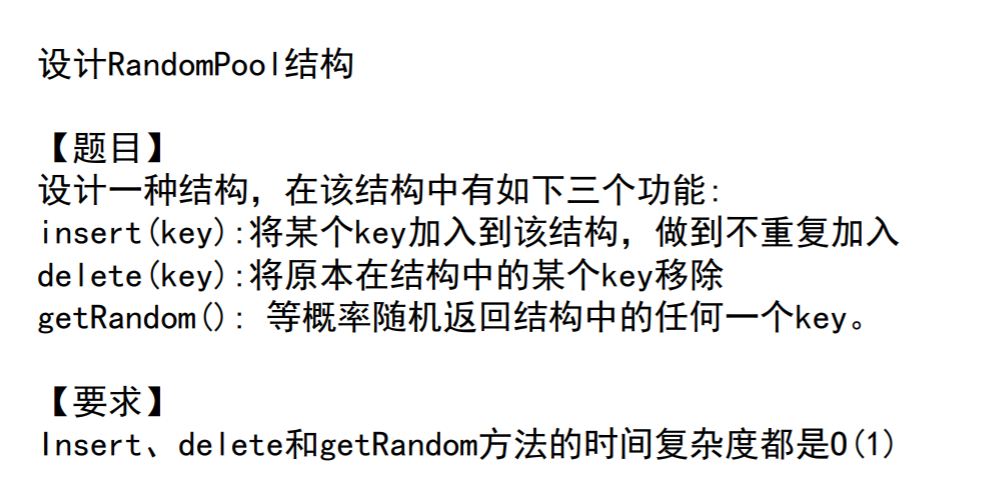 设计RandomPool结构
【题目】
设计一种结构，在该结构中有如下三个功能：
insert(key):将某个key加入到该结构，做到不重复加入
delete(key):将原本在结构中的某个key移除
getRandom(): 等概率随机返回结构中的任何一个key。
【要求】
Insert、delete和getRandom方法的时间复杂度都是O(1)